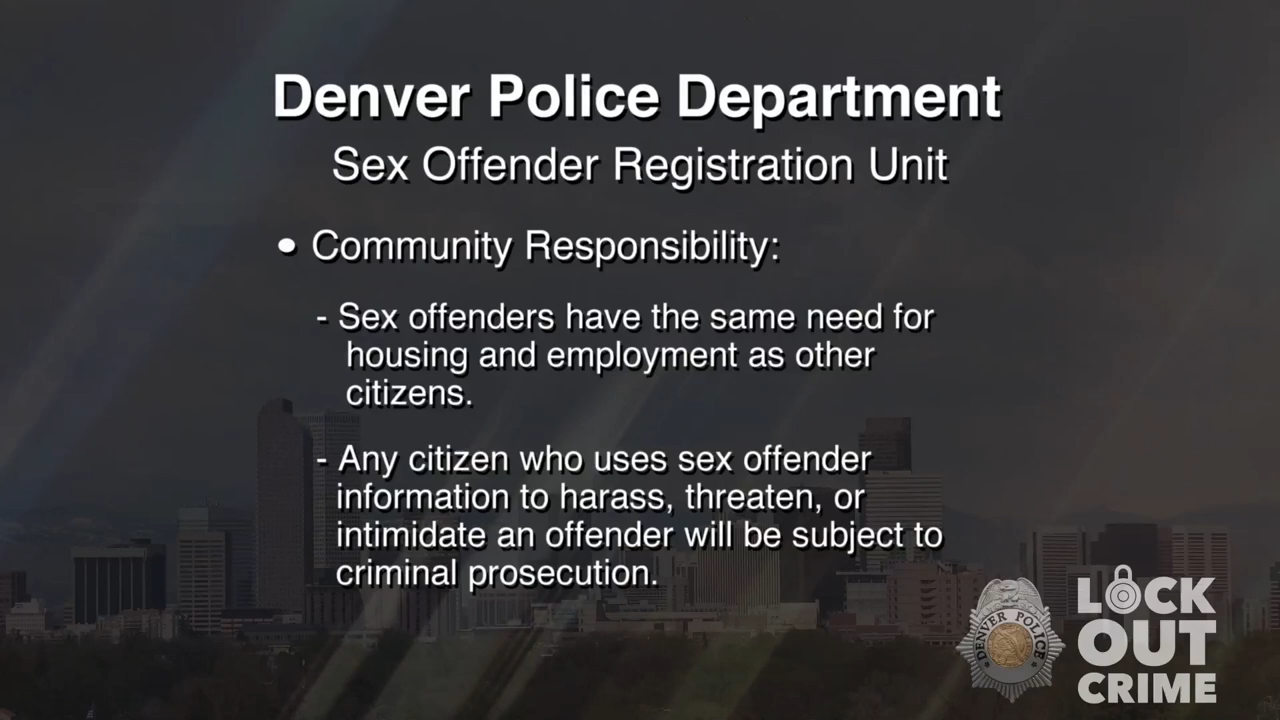 Denver Police Department
Sex Offender Registration Unit
• Community Responsibility:
- Sex offenders have the same need for
housing and employment as other
citizens.
- Any citizen who uses sex offender
information to harass, threaten, or
intimidate an offender will be subject to
criminal prosecution.
DENVER POLICE
LOCK
OUT
CRIME